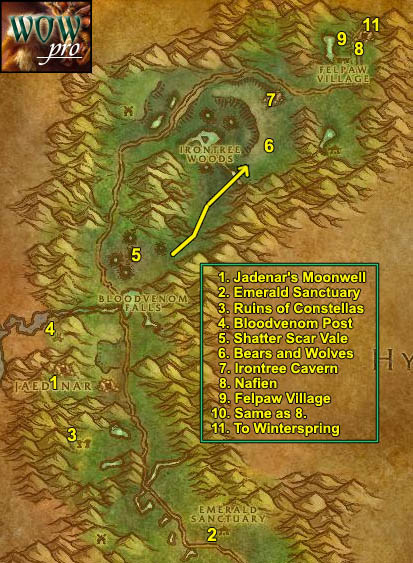 WOW
pro
11
9
8
FELPAW
VILLAGE
7
IRONTREE
WOODS
6
5
BLOODVENOM
FALLS
4
1
JAEDENAR
HY
3
EMERALD
SANCTUARY
2
1. Jadenar's Moonwell
2. Emerald Sanctuary
3. Ruins of Constellas
4. Bloodvenom Post
5. Shatter Scar Vale
6. Bears and Wolves
7. Irontree Cavern
8. Nafien
9. Felpaw Village
10. Same as 8.
11. To Winterspring